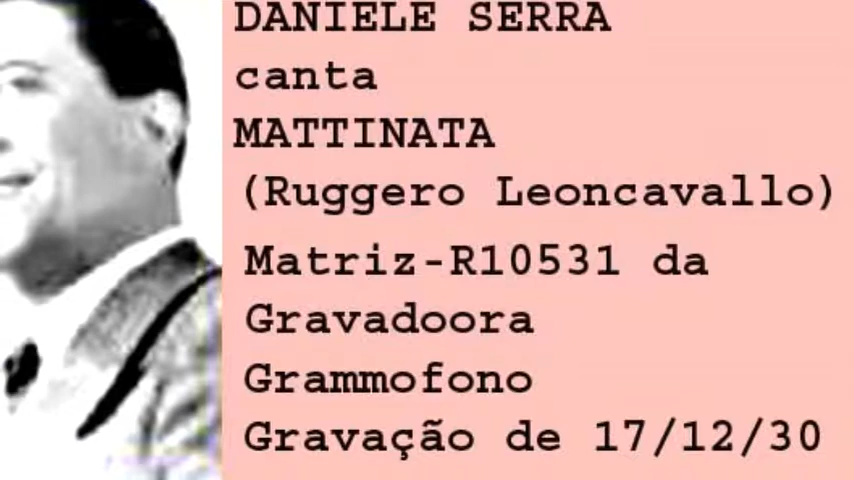 DANIELE SERRA
canta
MATTINATA
(Ruggero Leoncavallo)
Matriz-R10531 da
Gravadoora
Grammofono
Gravação de 17/12/30